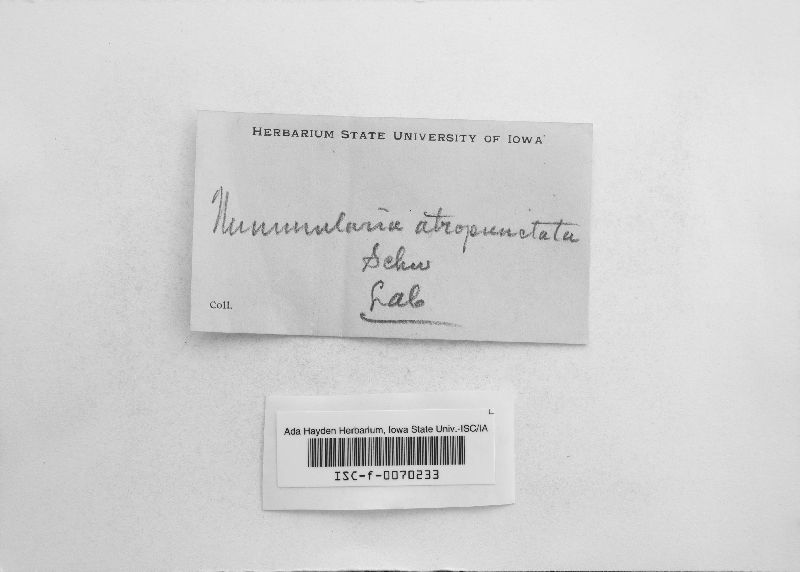 HERBARIUM STATE UNIVERSITY OF IOWA
Nummularia atropunctata
Schw
Lab
Coll.
Ada Hayden Herbarium, Iowa State Univ.-ISC/IA
ISC-f-0070233